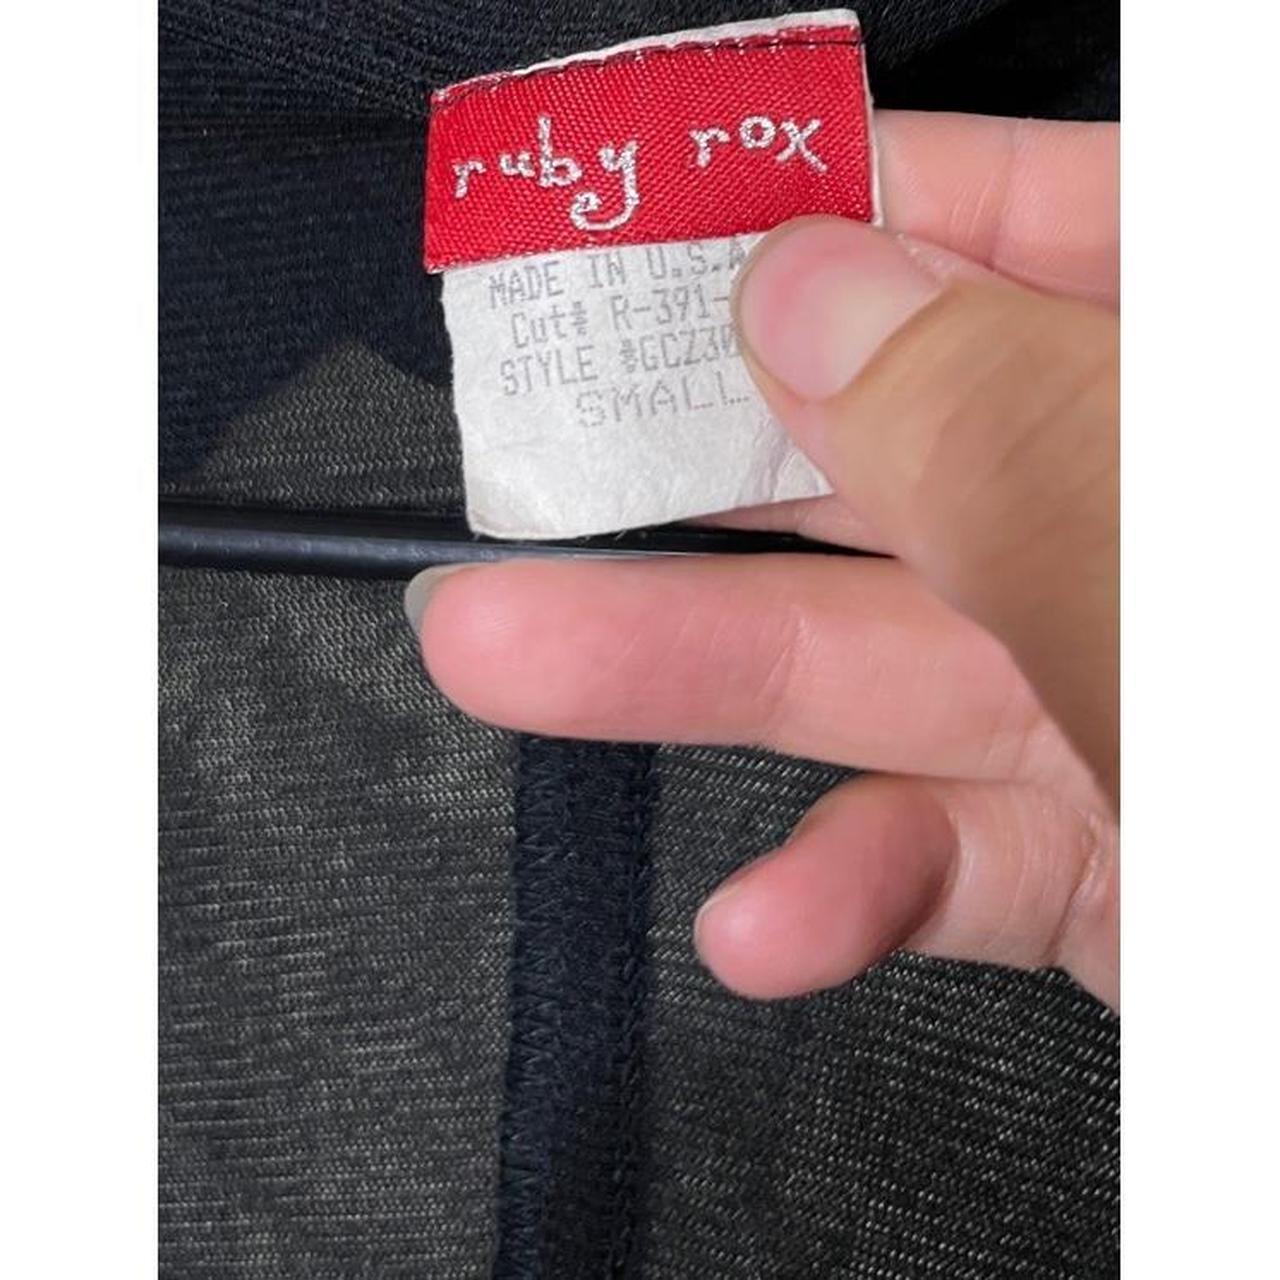 ruby rox
MADE IN U.S.A
Cut# R-391-
STYLE #GCZ30
SMALL